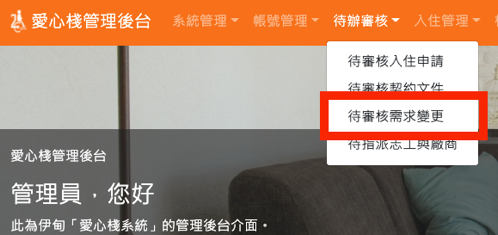 愛心棧管理後台 系統管理 帳號管理 待辦審核 入住管理
待審核入住申請
待審核契約文件
待審核需求變更
待指派志工與廠商
愛心棧管理後台
管理員，您好
此為伊甸「愛心棧系統」的管理後台介面。